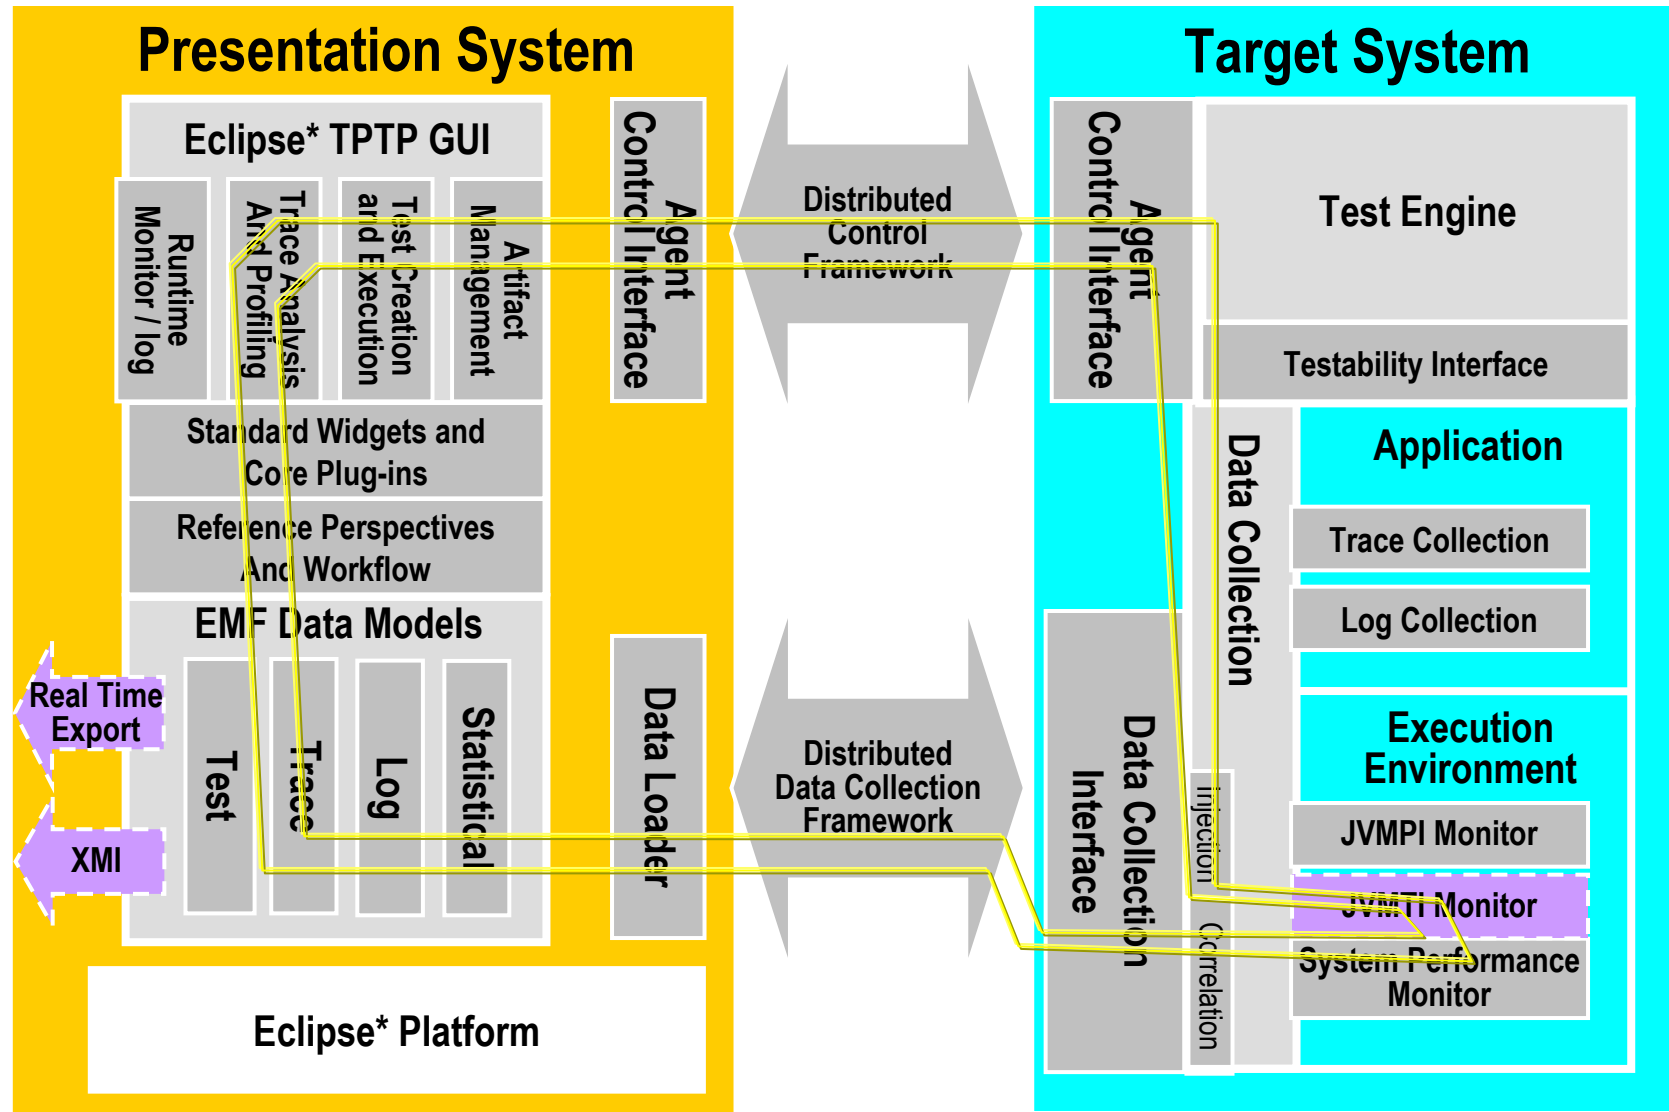 Presentation System
Eclipse* TPTP GUI
Runtime
Monitor / log
Trace Analysis
And Profiling
Test Creation
and Execution
Artifact
Management
Standard Widgets and
Core Plug-ins
Reference Perspectives
And Workflow
EMF Data Models
Test
Trace
Log
Statistical
Real Time
Export
XMI
Eclipse* Platform
Agent
Control Interface
Data Loader
Distributed
Control
Framework
Distributed
Data Collection
Framework
Target System
Agent
Control Interface
Test Engine
Testability Interface
Data Collection
Application
Trace Collection
Log Collection
Execution
Environment
JVMPI Monitor
JVMTI Monitor
System Performance
Monitor
Data Collection
Interface
Injection
Correlation